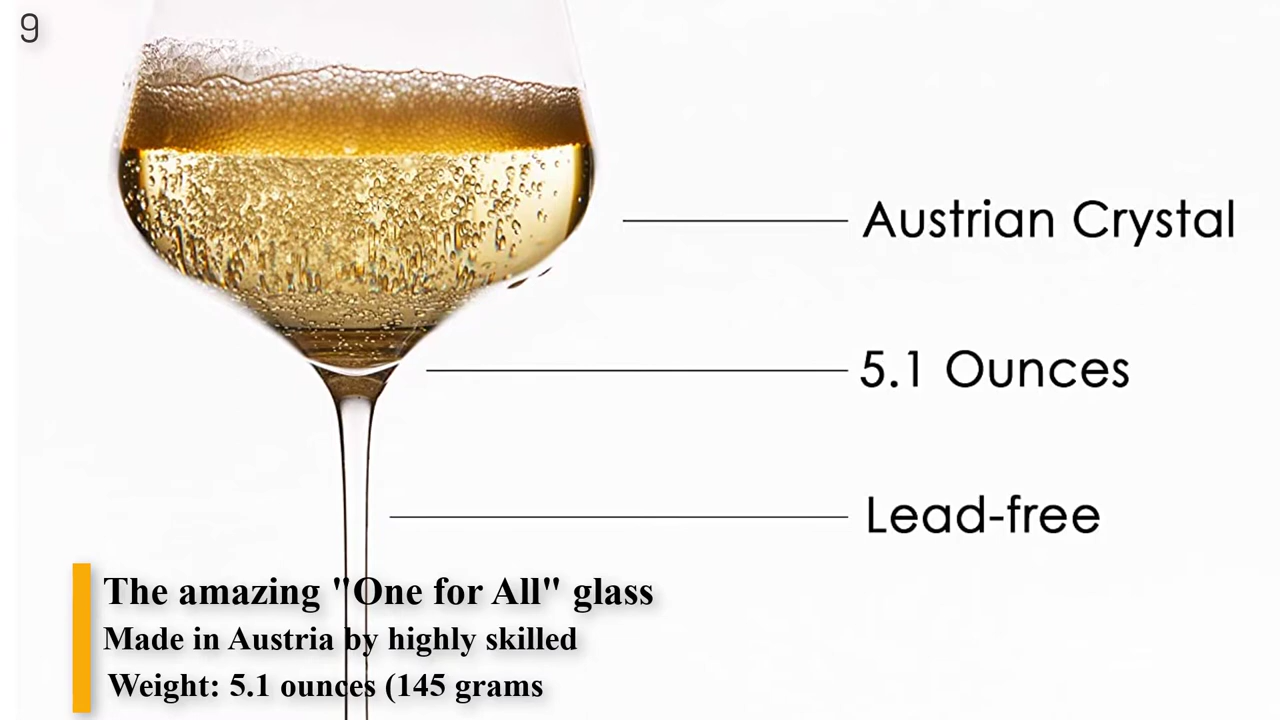 9
Austrian Crystal
5.1 Ounces
Lead-free
The amazing "One for All" glass
Made in Austria by highly skilled
Weight: 5.1 ounces (145 grams